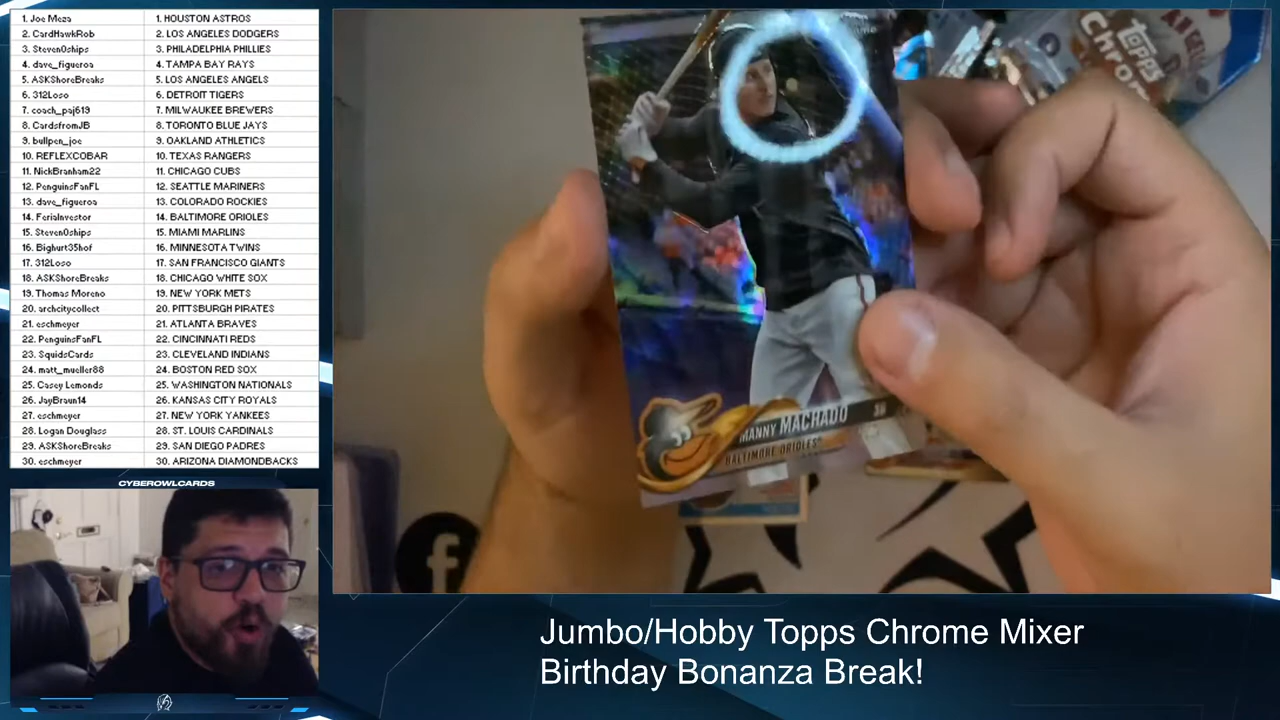 1. Joe Meza 1. HOUSTON ASTROS
2. CardHawkRob 2. LOS ANGELES DODGERS
3. Steven0ships 3. PHILADELPHIA PHILLIES
4. dave_figueroa 4. TAMPA BAY RAYS
5. ASKShoreBreaks 5. LOS ANGELES ANGELS
6. 312Loso 6. DETROIT TIGERS
7. coach_paj619 7. MILWAUKEE BREWERS
8. CardsfromJB 8. TORONTO BLUE JAYS
9. bullpen_joe 9. OAKLAND ATHLETICS
10. REFLEXCOBAR 10. TEXAS RANGERS
11. NickBranham22 11. CHICAGO CUBS
12. PenguinsFanFL 12. SEATTLE MARINERS
13. dave_figueroa 13. COLORADO ROCKIES
14. FeriaInvestor 14. BALTIMORE ORIOLES
15. Steven0ships 15. MIAMI MARLINS
16. Bighurt35hof 16. MINNESOTA TWINS
17. 312Loso 17. SAN FRANCISCO GIANTS
18. ASKShoreBreaks 18. CHICAGO WHITE SOX
19. Thomas Moreno 19. NEW YORK METS
20. archcitycollect 20. PITTSBURGH PIRATES
21. eschmeyer 21. ATLANTA BRAVES
22. PenguinsFanFL 22. CINCINNATI REDS
23. SquidsCards 23. CLEVELAND INDIANS
24. matt_mueller88 24. BOSTON RED SOX
25. Casey Lemonds 25. WASHINGTON NATIONALS
26. JayBraun14 26. KANSAS CITY ROYALS
27. eschmeyer 27. NEW YORK YANKEES
28. Logan Douglass 28. ST. LOUIS CARDINALS
29. ASKShoreBreaks 29. SAN DIEGO PADRES
30. eschmeyer 30. ARIZONA DIAMONDBACKS
CYBEROWLCARDS
TOPPS
Chrome
MANNY MACHADO 3B
BALTIMORE ORIOLES
f
Jumbo/Hobby Topps Chrome Mixer
Birthday Bonanza Break!